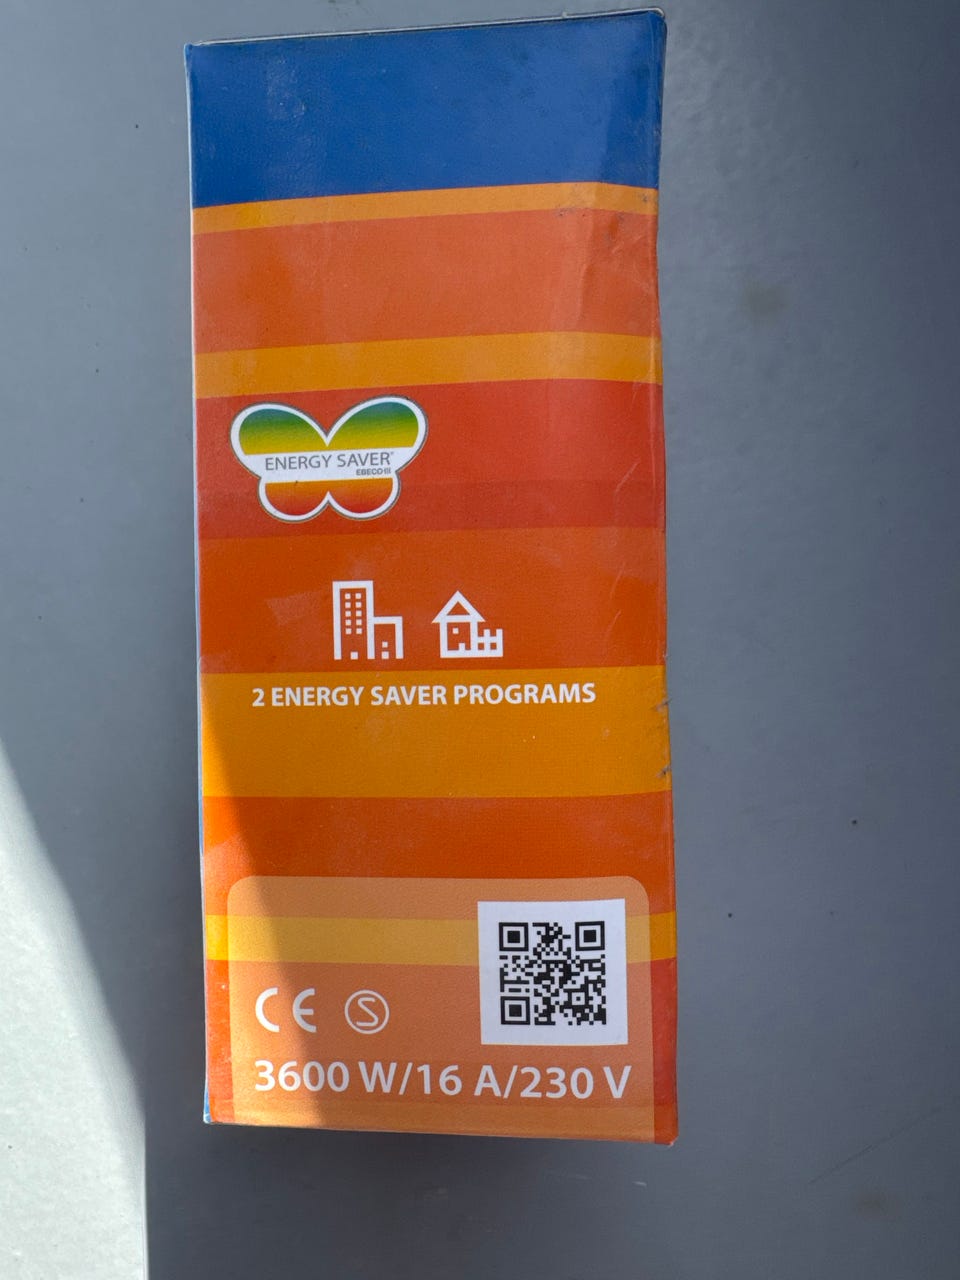 ENERGY SAVER®
EBECO
2 ENERGY SAVER PROGRAMS
CE S
3600 W/16 A/230 V